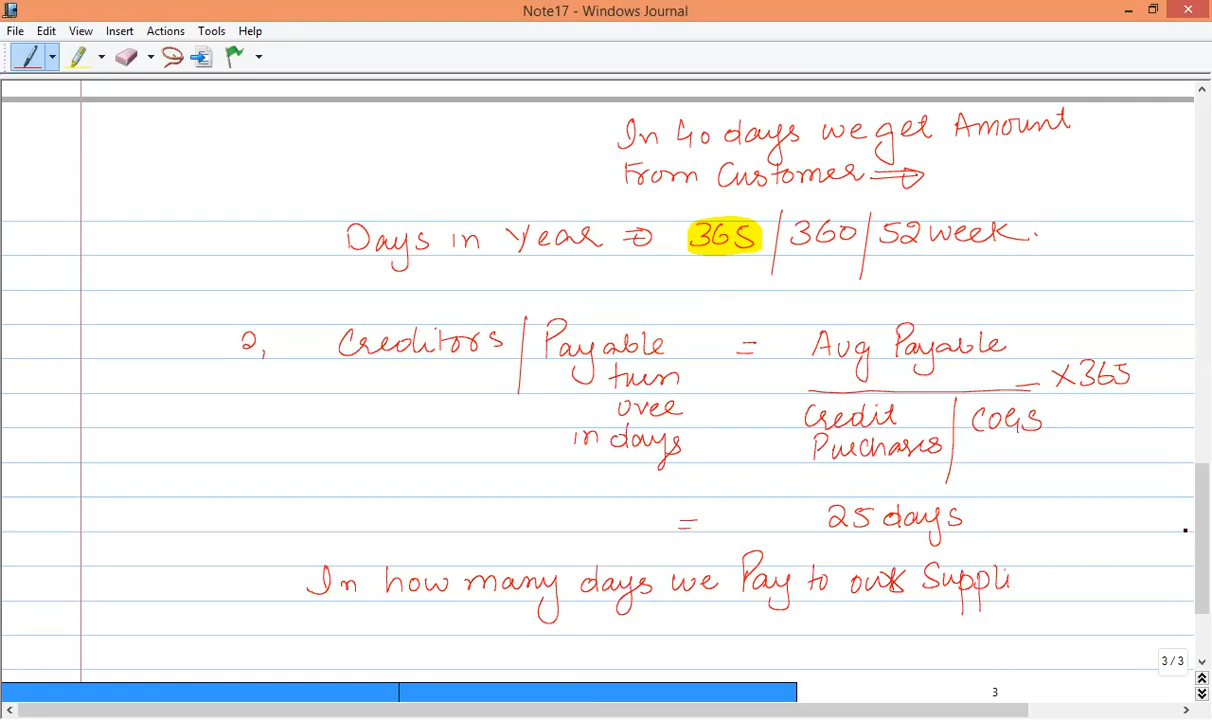 Note17 - Windows Journal
File Edit View Insert Actions Tools Help
In 40 days we get Amount
From Customer ⇒
Days in Year ⇒ 365 / 360 / 52 week.
2, Creditors / Payable turn over in days = Avg Payable / Credit Purchases / COGS × 365
= 25 days
In how many days we Pay to our Suppli
3 / 3
3